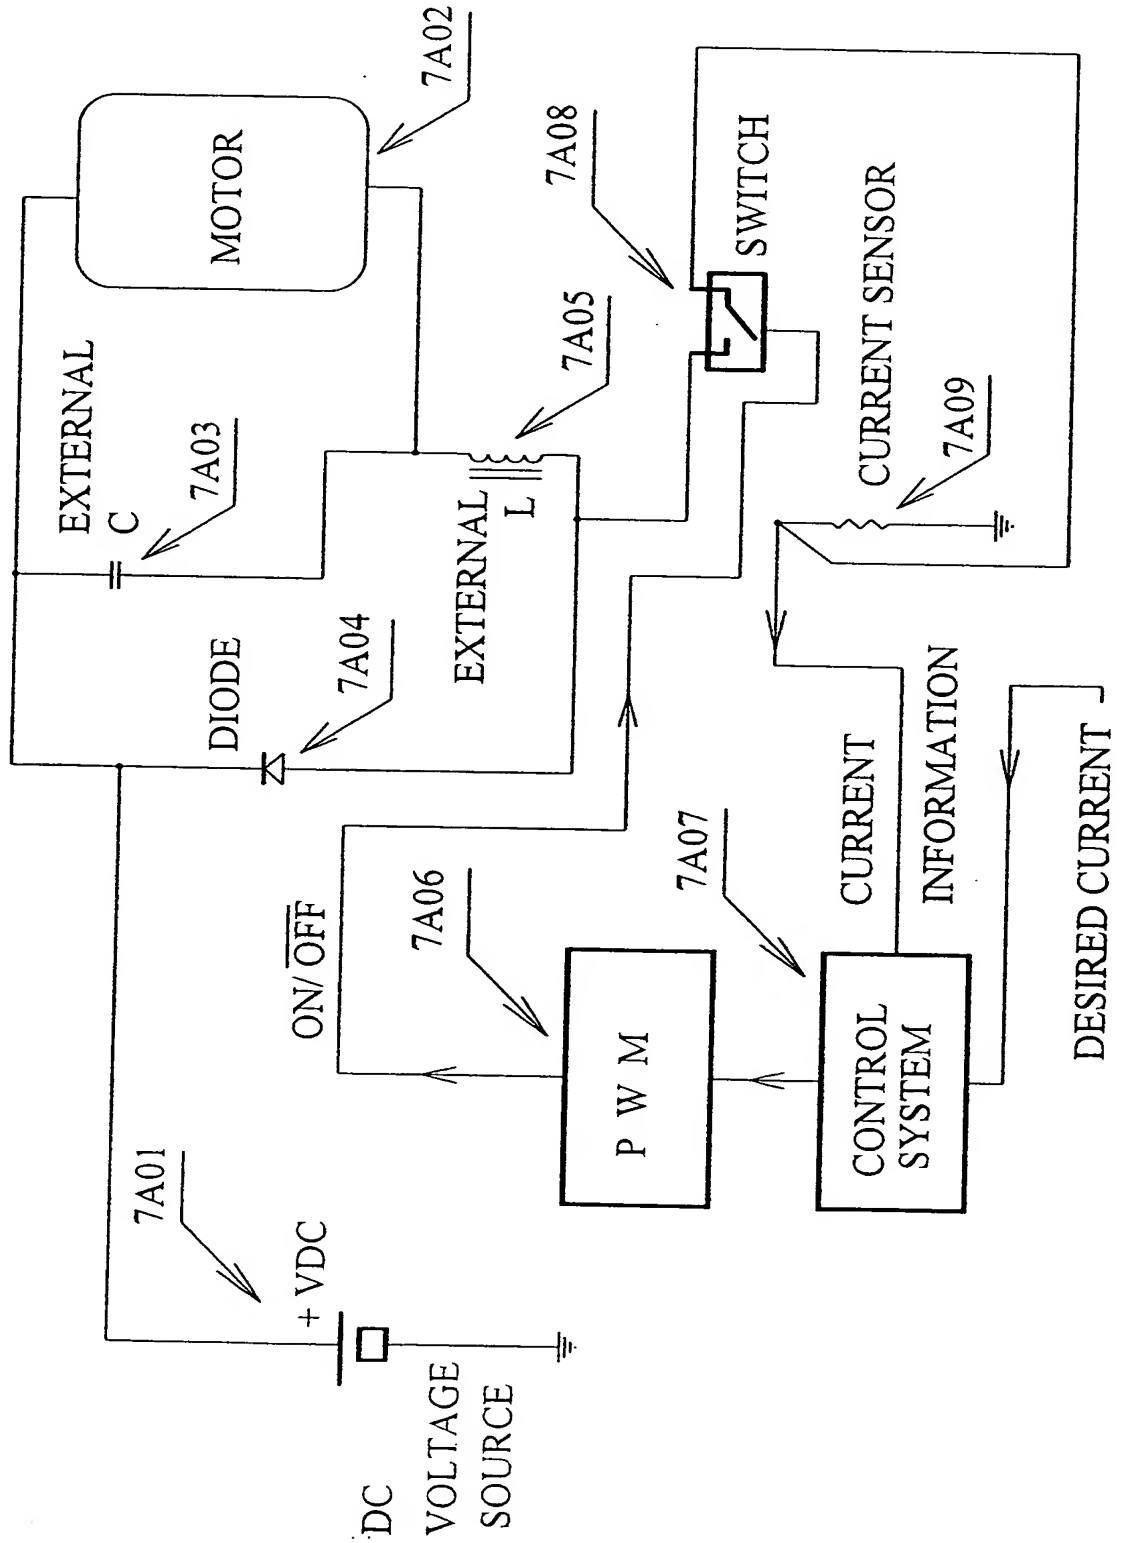 7A01
+ VDC
DC
VOLTAGE
SOURCE
DIODE
7A04
EXTERNAL
C
7A03
MOTOR
7A02
EXTERNAL
L
7A05
7A08
SWITCH
ON/ OFF
7A06
P W M
7A07
CONTROL
SYSTEM
CURRENT
INFORMATION
CURRENT SENSOR
7A09
DESIRED CURRENT